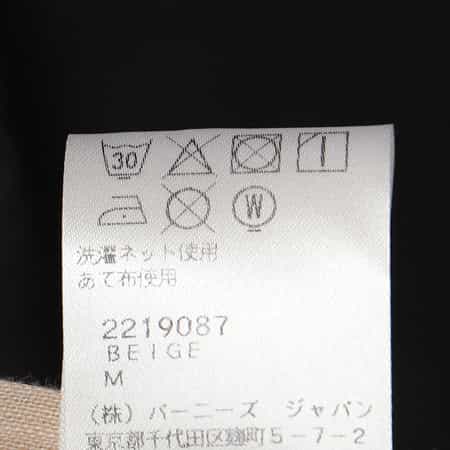 30
W
洗濯ネット使用
あて布使用
2219087
BEIGE
M
(株) バーニーズ ジャパン
東京都千代田区麹町5-7-2